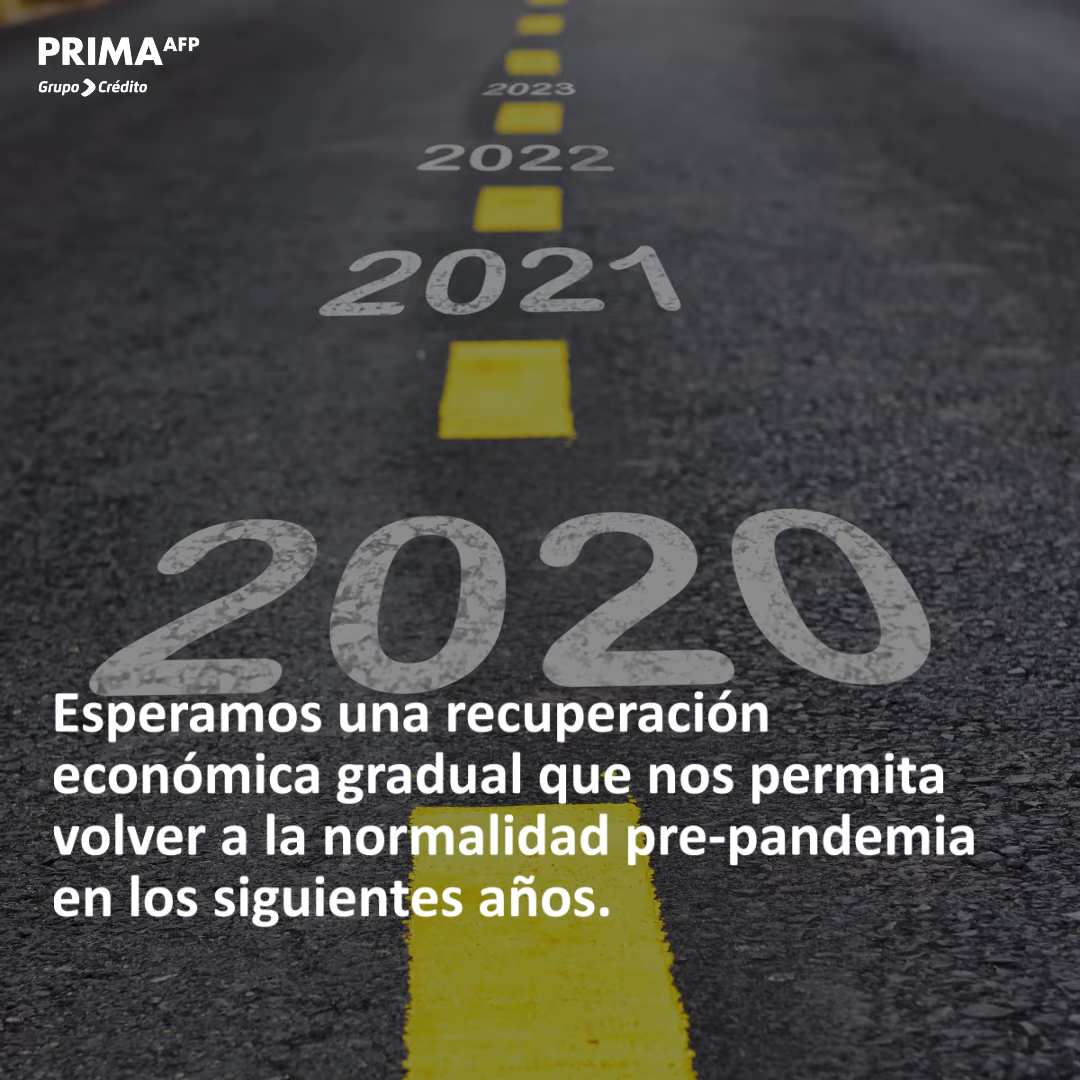 PRIMA AFP
Grupo Crédito
2023
2022
2021
2020
Esperamos una recuperación
económica gradual que nos permita
volver a la normalidad pre-pandemia
en los siguientes años.